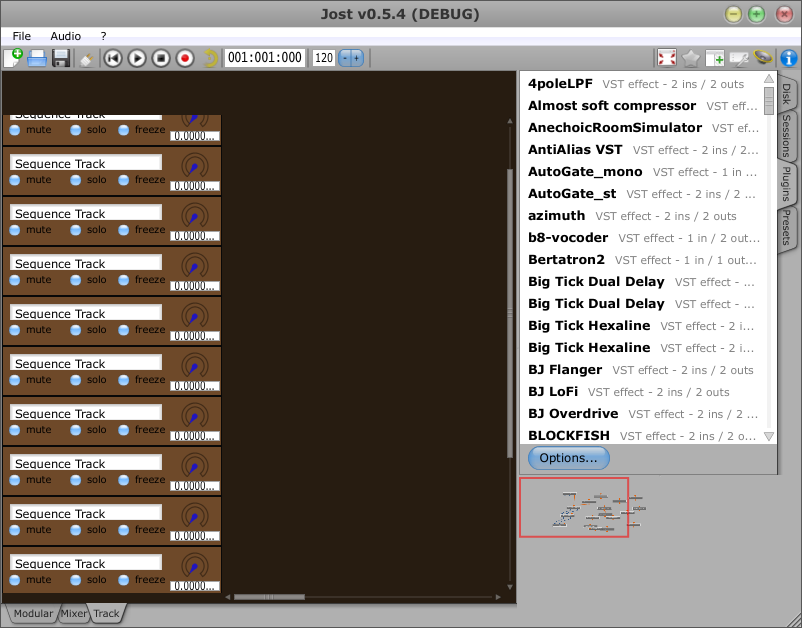 Jost v0.5.4 (DEBUG)
File Audio ?
001:001:000 120 - +
Sequence Track
mute solo freeze 0.0000...
Sequence Track
mute solo freeze 0.0000...
Sequence Track
mute solo freeze 0.0000...
Sequence Track
mute solo freeze 0.0000...
Sequence Track
mute solo freeze 0.0000...
Sequence Track
mute solo freeze 0.0000...
Sequence Track
mute solo freeze 0.0000...
Sequence Track
mute solo freeze 0.0000...
Sequence Track
mute solo freeze 0.0000...
Sequence Track
mute solo freeze 0.0000...
Modular Mixer Track
4poleLPF VST effect - 2 ins / 2 outs
Almost soft compressor VST eff...
AnechoicRoomSimulator VST ef...
AntiAlias VST VST effect - 2 ins / 2...
AutoGate_mono VST effect - 1 in ...
AutoGate_st VST effect - 2 ins / 2 ...
azimuth VST effect - 2 ins / 2 outs
b8-vocoder VST effect - 1 in / 2 out...
Bertatron2 VST effect - 1 in / 1 out...
Big Tick Dual Delay VST effect - ...
Big Tick Dual Delay VST effect - ...
Big Tick Hexaline VST effect - 2 i...
Big Tick Hexaline VST effect - 2 i...
BJ Flanger VST effect - 2 ins / 2 outs
BJ LoFi VST effect - 2 ins / 2 outs
BJ Overdrive VST effect - 2 ins / 2 ...
BLOCKFISH VST effect - 2 ins / 2 o...
Options...
Disk
Sessions
Plugins
Presets